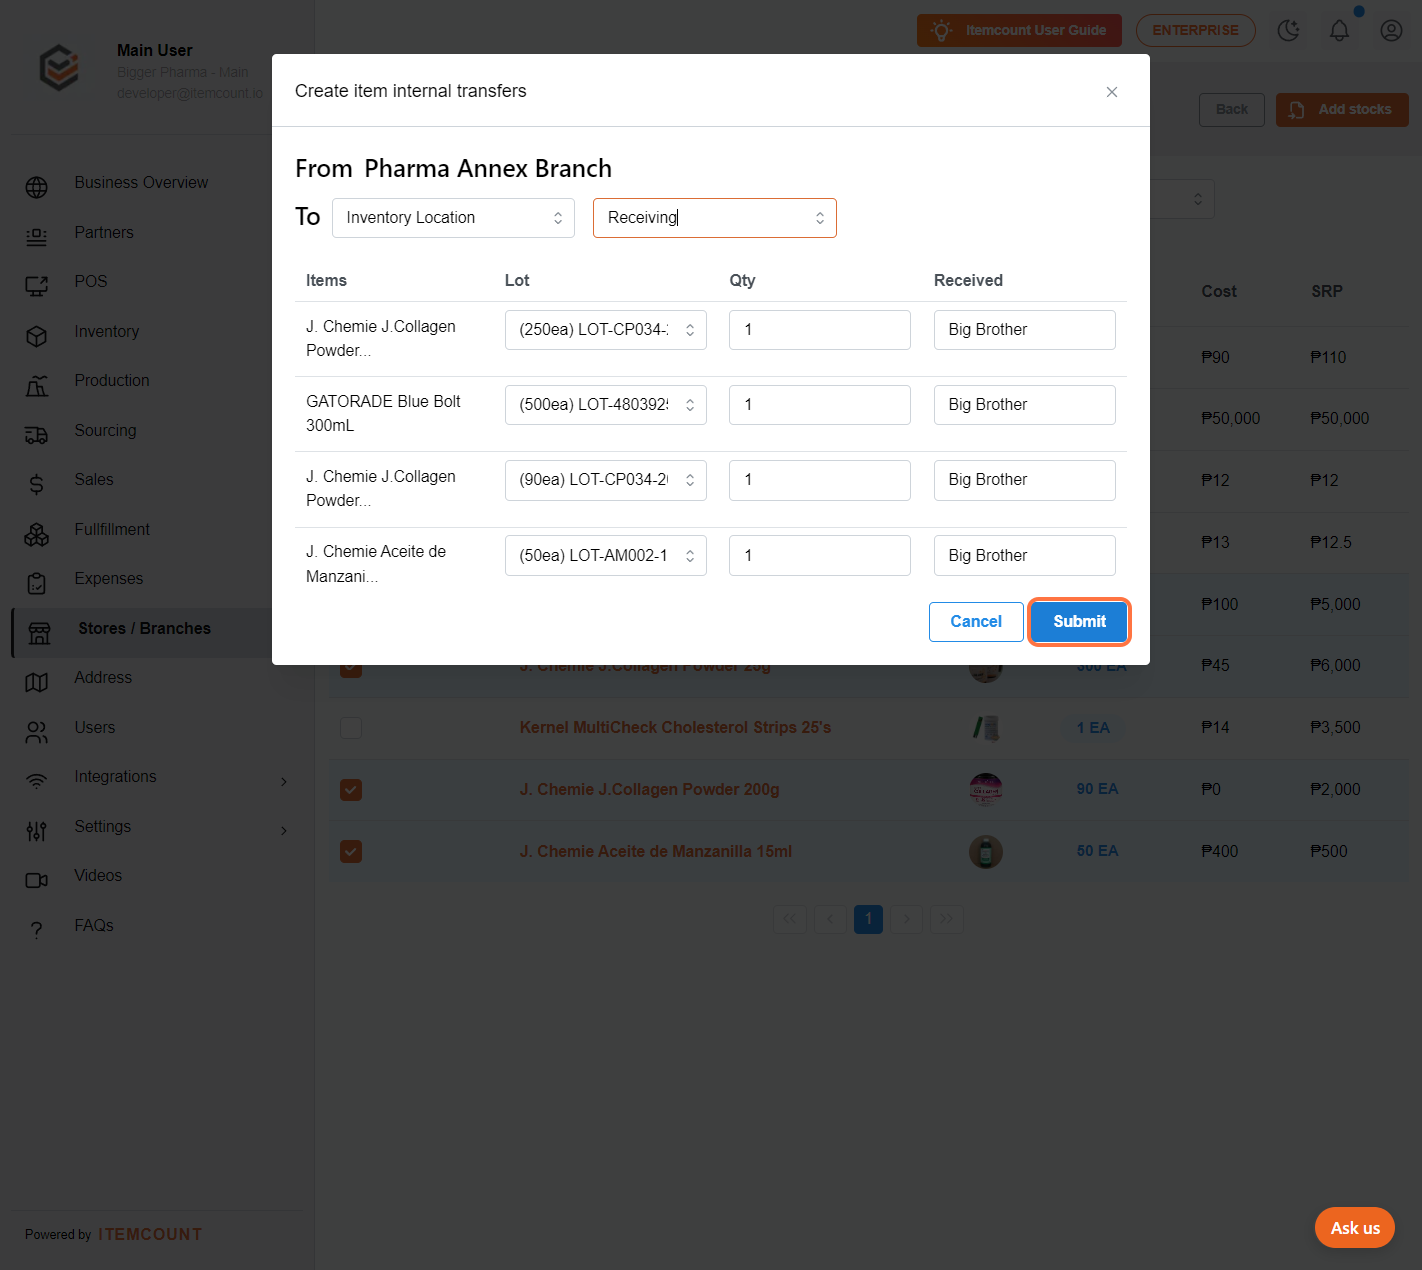 Main User
Bigger Pharma - Main
developer@itemcount.io
Itemcount User Guide
ENTERPRISE
Back
Add stocks
Business Overview
Partners
POS
Inventory
Production
Sourcing
Sales
Fullfillment
Expenses
Stores / Branches
Address
Users
Integrations
Settings
Videos
FAQs
Powered by ITEMCOUNT
Create item internal transfers
From Pharma Annex Branch
To Inventory Location Receiving
Items Lot Qty Received
J. Chemie J.Collagen Powder... (250ea) LOT-CP034- 1 Big Brother
GATORADE Blue Bolt 300mL (500ea) LOT-480392 1 Big Brother
J. Chemie J.Collagen Powder... (90ea) LOT-CP034-2 1 Big Brother
J. Chemie Aceite de Manzani... (50ea) LOT-AM002-1 1 Big Brother
Cancel Submit
Cost SRP
₱90 ₱110
₱50,000 ₱50,000
₱12 ₱12
₱13 ₱12.5
₱100 ₱5,000
J. Chemie J.Collagen Powder 25g 300 EA ₱45 ₱6,000
Kernel MultiCheck Cholesterol Strips 25's 1 EA ₱14 ₱3,500
J. Chemie J.Collagen Powder 200g 90 EA ₱0 ₱2,000
J. Chemie Aceite de Manzanilla 15ml 50 EA ₱400 ₱500
1
Ask us